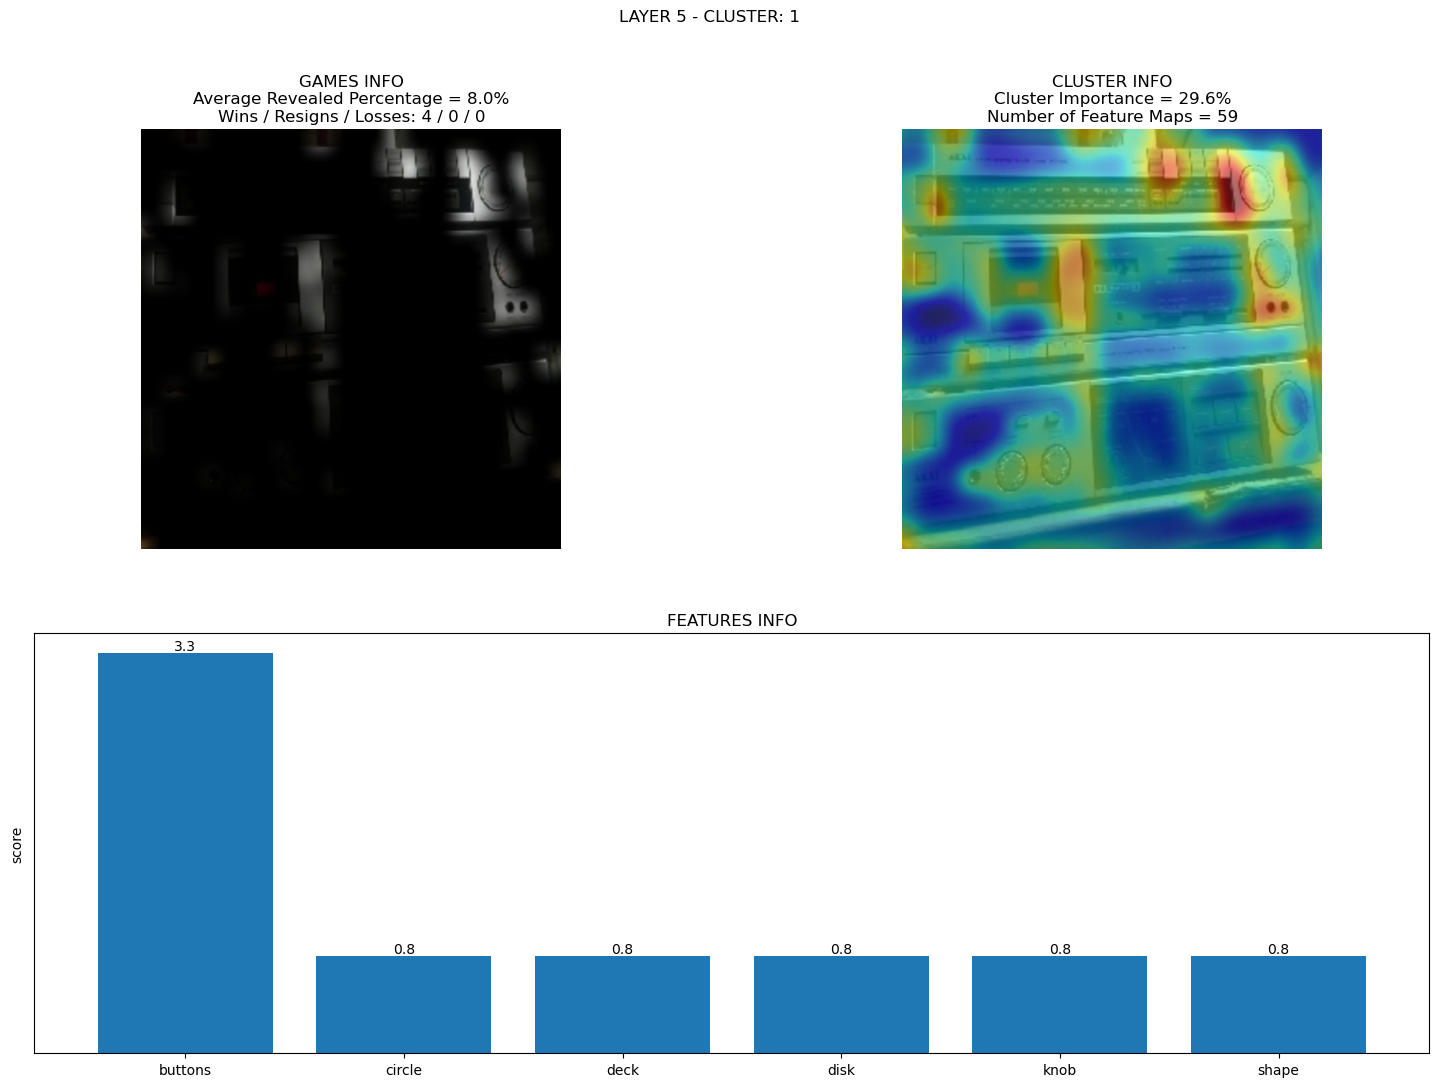 LAYER 5 - CLUSTER: 1
GAMES INFO
Average Revealed Percentage = 8.0%
Wins / Resigns / Losses: 4 / 0 / 0
CLUSTER INFO
Cluster Importance = 29.6%
Number of Feature Maps = 59
AKAI
FEATURES INFO
score
3.3
0.8
0.8
0.8
0.8
0.8
buttons
circle
deck
disk
knob
shape